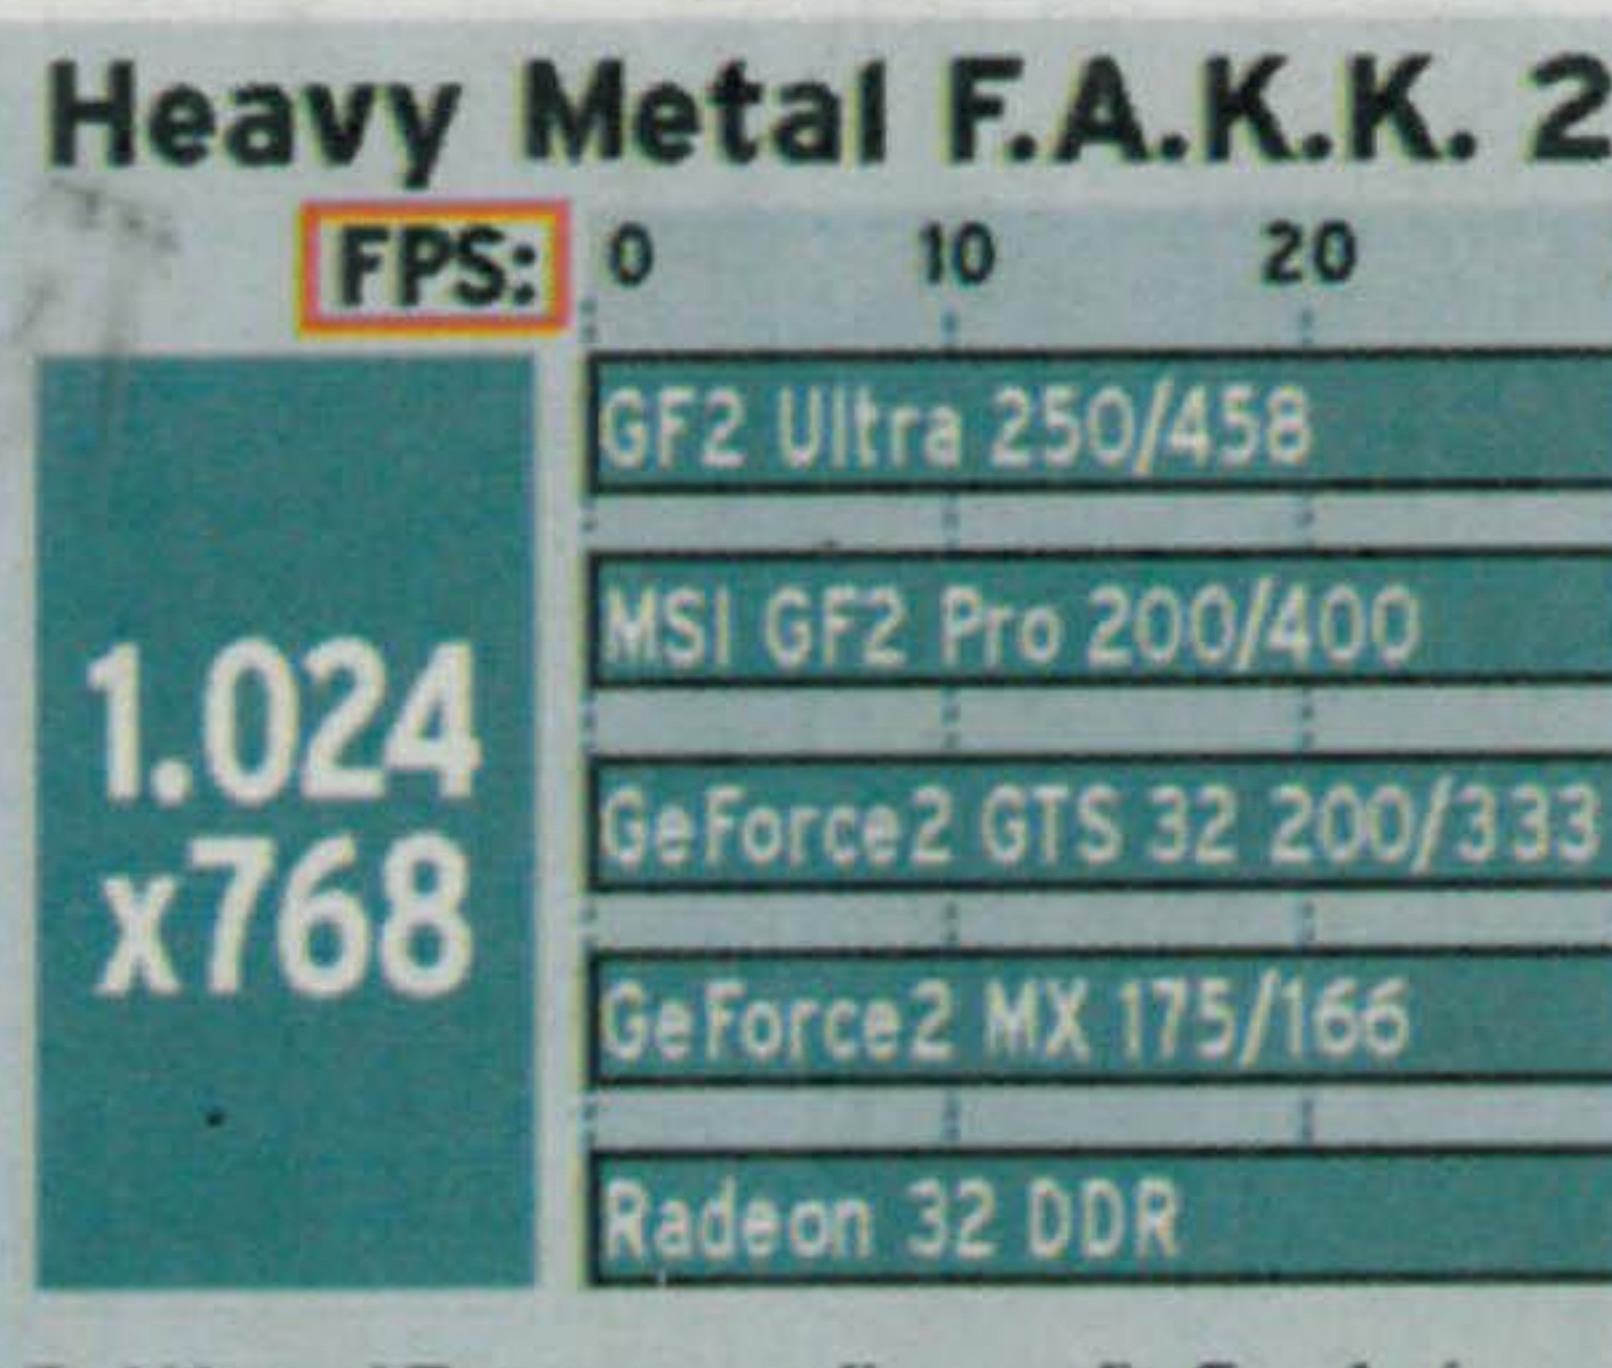 Heavy Metal F.A.K.K. 2
FPS: 0 10 20
GF2 Ultra 250/458
MSI GF2 Pro 200/400
1.024
x768
GeForce2 GTS 32 200/333
GeForce2 MX 175/166
Radeon 32 DDR